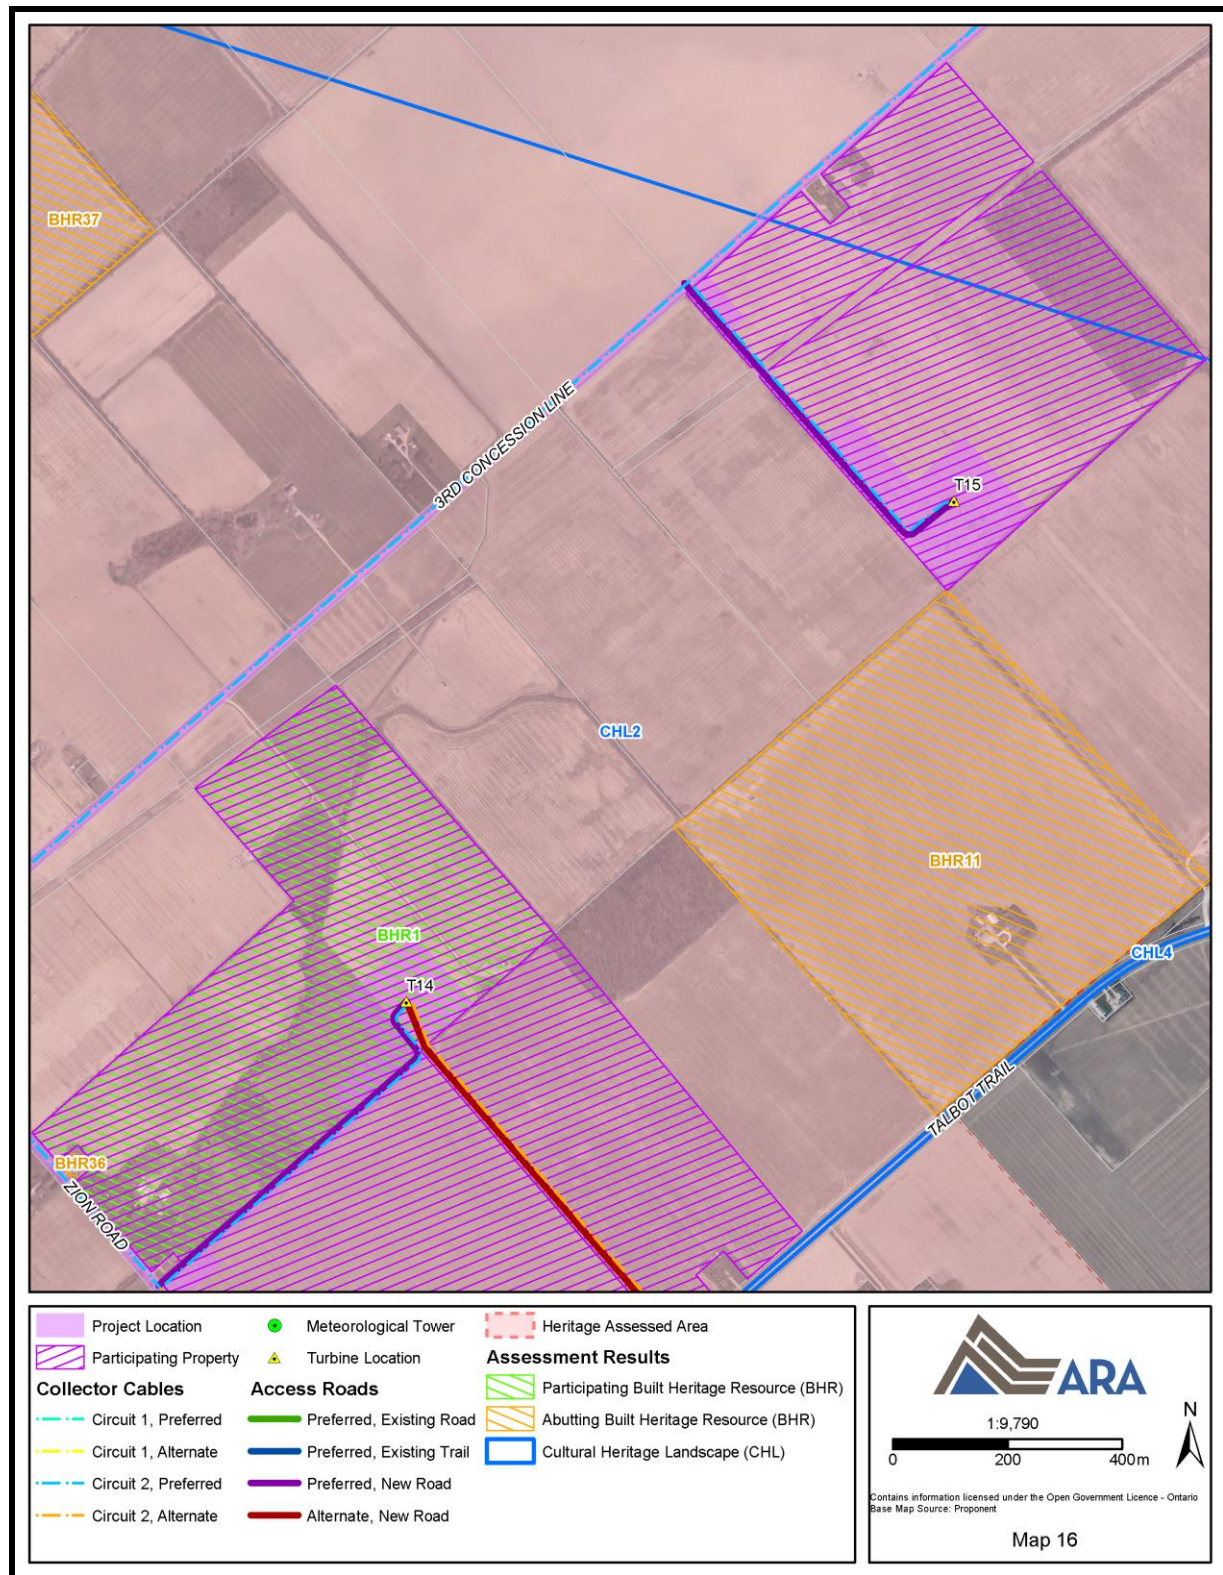 BHR37
3RD CONCESSION LINE
T15
CHL2
BHR11
BHR1
CHL4
T14
TALBOT TRAIL
BHR36
ZION ROAD
Project Location
Participating Property
Collector Cables
Circuit 1, Preferred
Circuit 1, Alternate
Circuit 2, Preferred
Circuit 2, Alternate
Meteorological Tower
Turbine Location
Access Roads
Preferred, Existing Road
Preferred, Existing Trail
Preferred, New Road
Alternate, New Road
Heritage Assessed Area
Assessment Results
Participating Built Heritage Resource (BHR)
Abutting Built Heritage Resource (BHR)
Cultural Heritage Landscape (CHL)
ARA
1:9,790
N
0 200 400m
Contains information licensed under the Open Government Licence - Ontario
Base Map Source: Proponent
Map 16